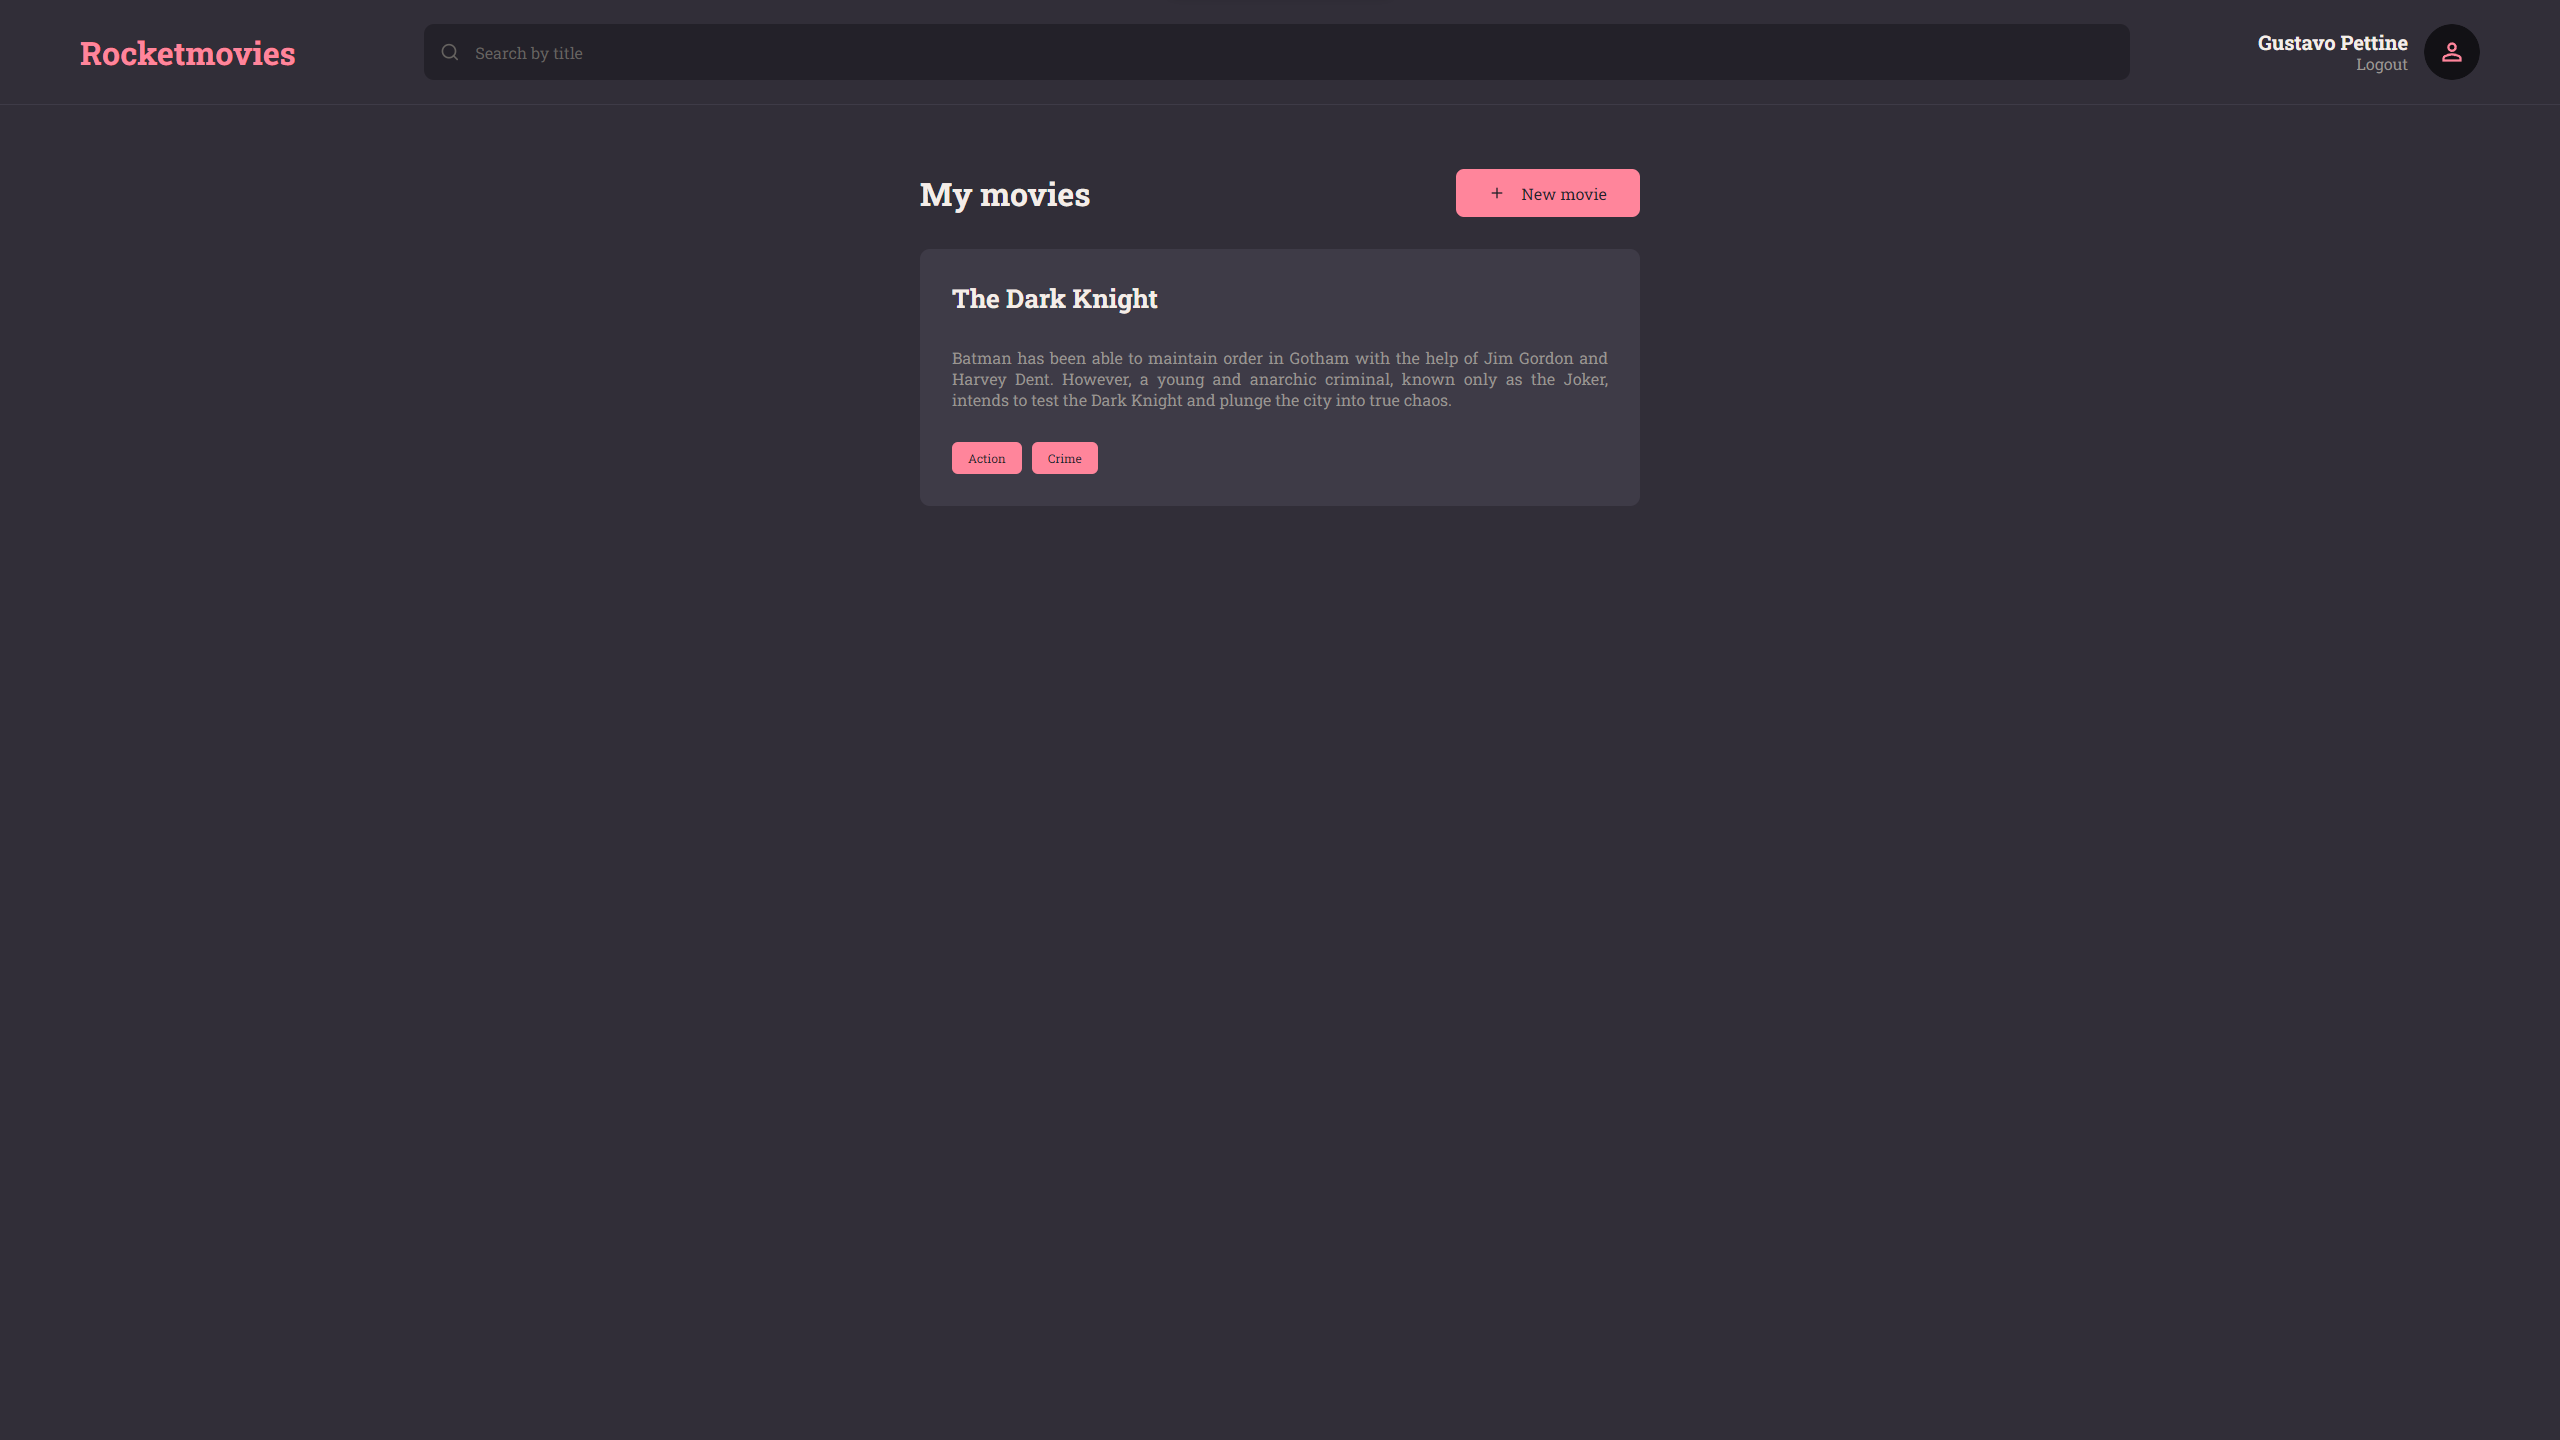 Rocketmovies
Search by title
Gustavo Pettine
Logout
My movies
+ New movie
The Dark Knight
Batman has been able to maintain order in Gotham with the help of Jim Gordon and
Harvey Dent. However, a young and anarchic criminal, known only as the Joker,
intends to test the Dark Knight and plunge the city into true chaos.
Action
Crime